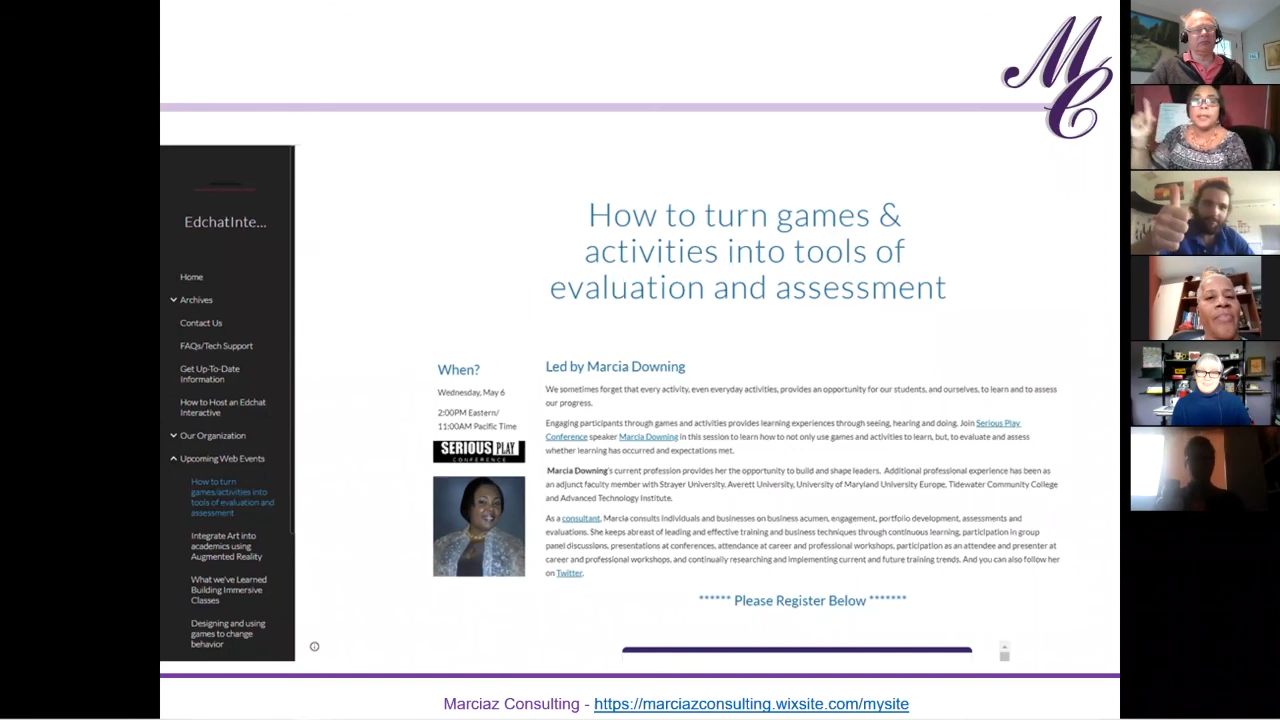 MC
EdchatInte...
Home
Archives
Contact Us
FAQs/Tech Support
Get Up-To-Date
Information
How to Host an Edchat
Interactive
Our Organization
Upcoming Web Events
How to turn
games/activities into
tools of evaluation and
assessment
Integrate Art into
academics using
Augmented Reality
What we've Learned
Building Immersive
Classes
Designing and using
games to change
behavior
How to turn games &
activities into tools of
evaluation and assessment
When?
Wednesday, May 6
2:00PM Eastern/
11:00AM Pacific Time
SERIOUS PLAY
CONFERENCE
Led by Marcia Downing
We sometimes forget that every activity, even everyday activities, provides an opportunity for our students, and ourselves, to learn and to assess
our progress.
Engaging participants through games and activities provides learning experiences through seeing, hearing and doing. Join Serious Play
Conference speaker Marcia Downing in this session to learn how to not only use games and activities to learn, but, to evaluate and assess
whether learning has occurred and expectations met.
Marcia Downing's current profession provides her the opportunity to build and shape leaders. Additional professional experience has been as
an adjunct faculty member with Strayer University, Averett University, University of Maryland University Europe, Tidewater Community College
and Advanced Technology Institute.
As a consultant, Marcia consults individuals and businesses on business acumen, engagement, portfolio development, assessments and
evaluations. She keeps abreast of leading and effective training and business techniques through continuous learning, participation in group
panel discussions, presentations at conferences, attendance at career and professional workshops, participation as an attendee and presenter at
career and professional workshops, and continually researching and implementing current and future training trends. And you can also follow her
on Twitter.
****** Please Register Below *******
Marciaz Consulting - https://marciazconsulting.wixsite.com/mysite